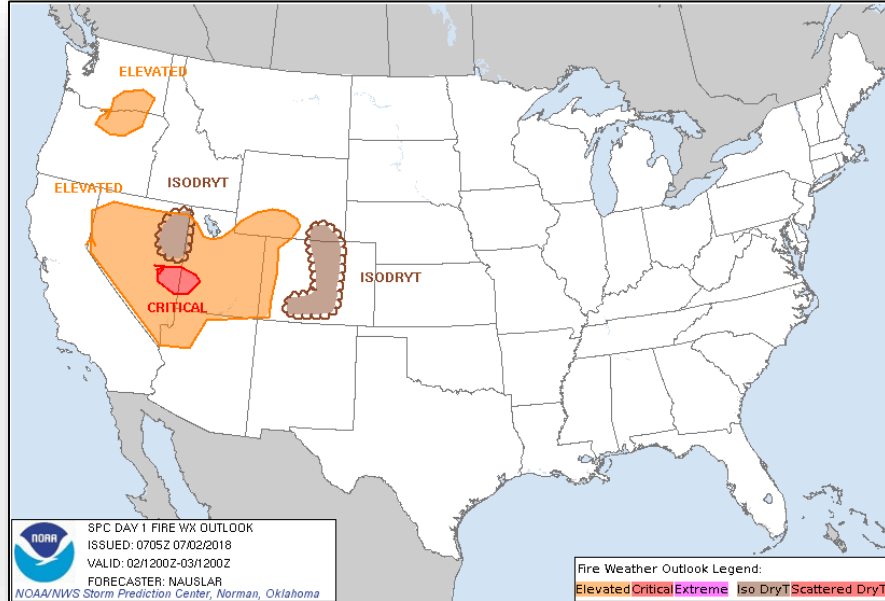 ELEVATED
ISODRYT
ELEVATED
ISODRYT
CRITICAL
NOAA
SPC DAY 1 FIRE WX OUTLOOK
ISSUED: 0705Z 07/02/2018
VALID: 02/1200Z-03/1200Z
FORECASTER: NAUSLAR
NOAA/NWS Storm Prediction Center, Norman, Oklahoma
Fire Weather Outlook Legend:
Elevated Critical Extreme Iso DryT Scattered DryT